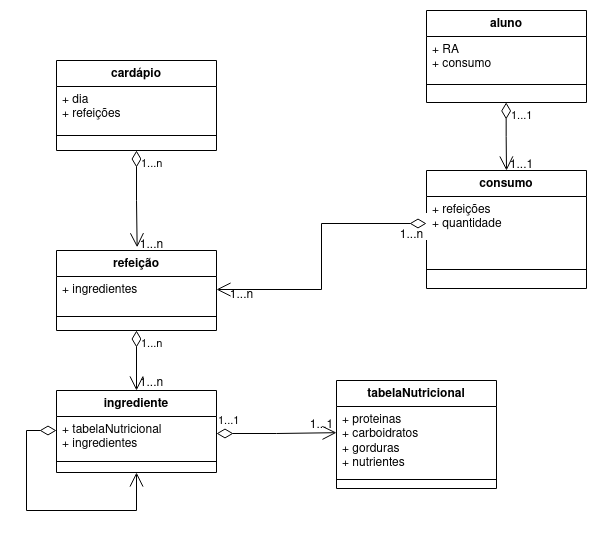 aluno
+ RA
+ consumo
cardápio
+ dia
+ refeições
1...1
1...n
1...1
consumo
+ refeições
+ quantidade
1...n
1...n
refeição
+ ingredientes
1...n
1...n
1...n
ingrediente
+ tabelaNutricional
+ ingredientes
1...1
1...1
tabelaNutricional
+ proteinas
+ carboidratos
+ gorduras
+ nutrientes